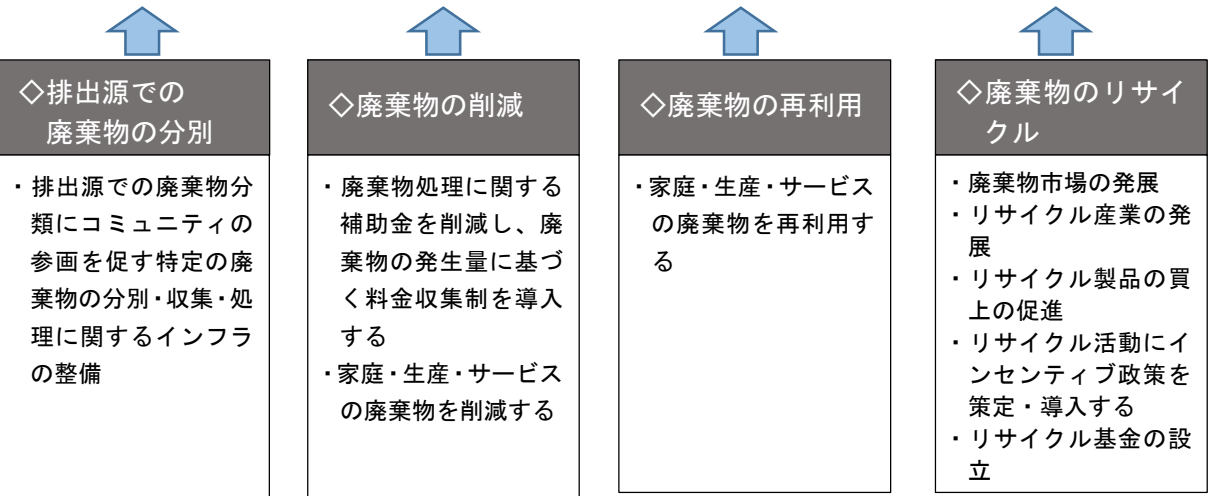 ◇排出源での
廃棄物の分別
・排出源での廃棄物分
類にコミュニティの
参画を促す特定の廃
棄物の分別・収集・処
理に関するインフラ
の整備
◇廃棄物の削減
・廃棄物処理に関する
補助金を削減し、廃
棄物の発生量に基づ
く料金収集制を導入
する
・家庭・生産・サービス
の廃棄物を削減する
◇廃棄物の再利用
・家庭・生産・サービス
の廃棄物を再利用す
る
◇廃棄物のリサイ
クル
・廃棄物市場の発展
・リサイクル産業の発
展
・リサイクル製品の買
上の促進
・リサイクル活動にイ
ンセンティブ政策を
策定・導入する
・リサイクル基金の設
立